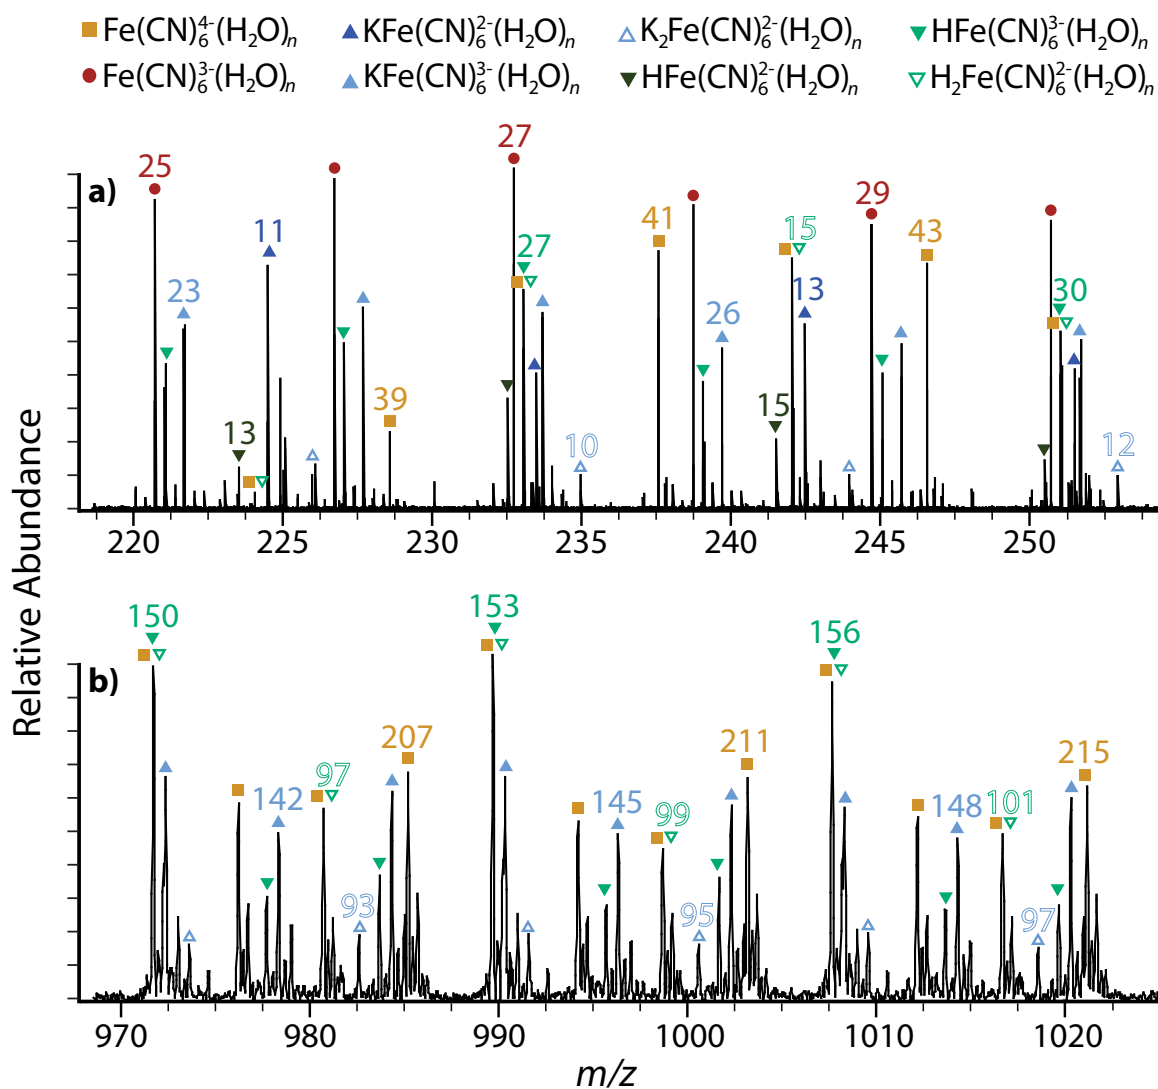 Fe(CN)₆⁴⁻(H₂O)ₙ KFe(CN)₆²⁻(H₂O)ₙ K₂Fe(CN)₆²⁻(H₂O)ₙ HFe(CN)₆³⁻(H₂O)ₙ
Fe(CN)₆³⁻(H₂O)ₙ KFe(CN)₆³⁻(H₂O)ₙ HFe(CN)₆²⁻(H₂O)ₙ H₂Fe(CN)₆²⁻(H₂O)ₙ
Relative Abundance
a)
25 27 29
11 27 41 15 43
23 26 13 30
13 39 15 10 12
220 225 230 235 240 245 250
b)
150 153 156
207 211 215
97 142 145 99 148 101
93 95 97
970 980 990 1000 1010 1020
m/z